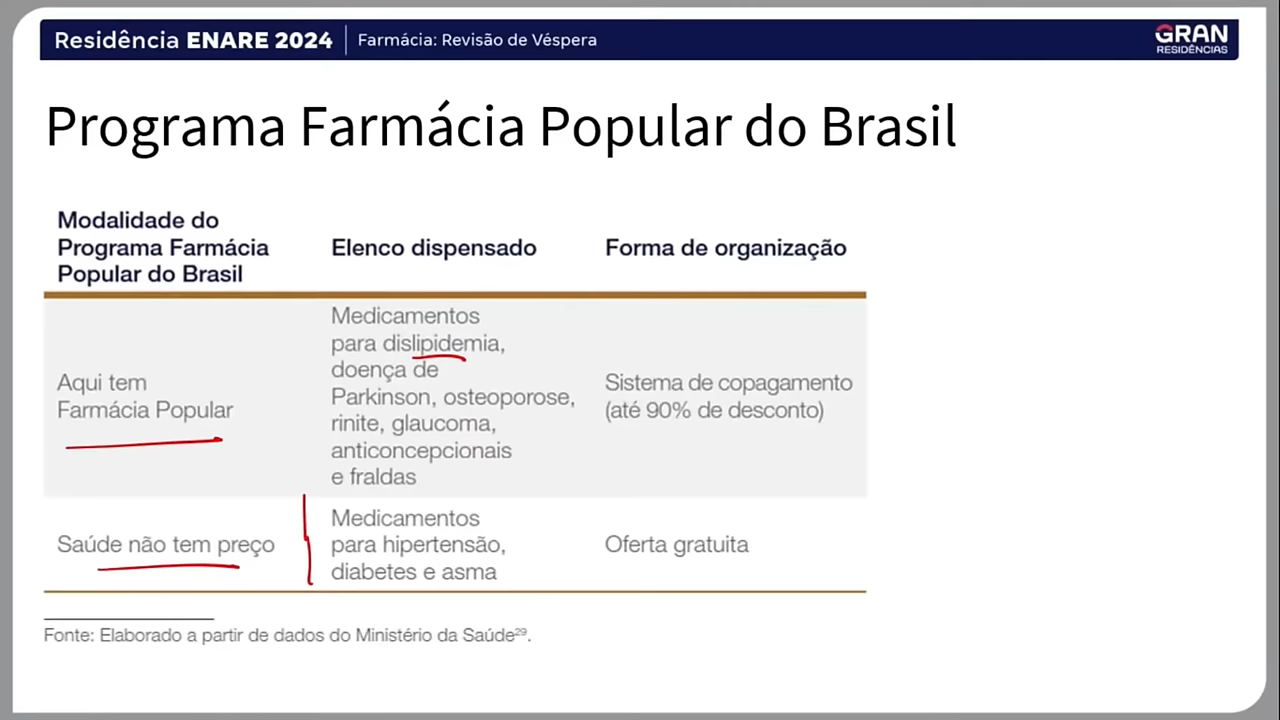 Residência ENARE 2024
Farmácia: Revisão de Véspera
GRAN
RESIDÊNCIAS
Programa Farmácia Popular do Brasil
Modalidade do
Programa Farmácia
Popular do Brasil
Elenco dispensado
Forma de organização
Aqui tem
Farmácia Popular
Medicamentos
para dislipidemia,
doença de
Parkinson, osteoporose,
rinite, glaucoma,
anticoncepcionais
e fraldas
Sistema de copagamento
(até 90% de desconto)
Saúde não tem preço
Medicamentos
para hipertensão,
diabetes e asma
Oferta gratuita
Fonte: Elaborado a partir de dados do Ministério da Saúde²⁹.